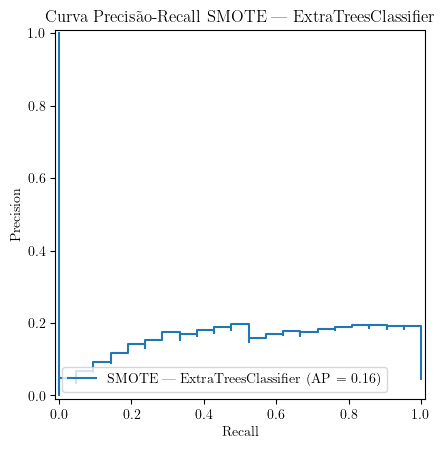 Curva Precisão-Recall SMOTE — ExtraTreesClassifier
1.0
0.8
0.6
0.4
0.2
0.0
Precision
SMOTE — ExtraTreesClassifier (AP = 0.16)
0.0 0.2 0.4 0.6 0.8 1.0
Recall